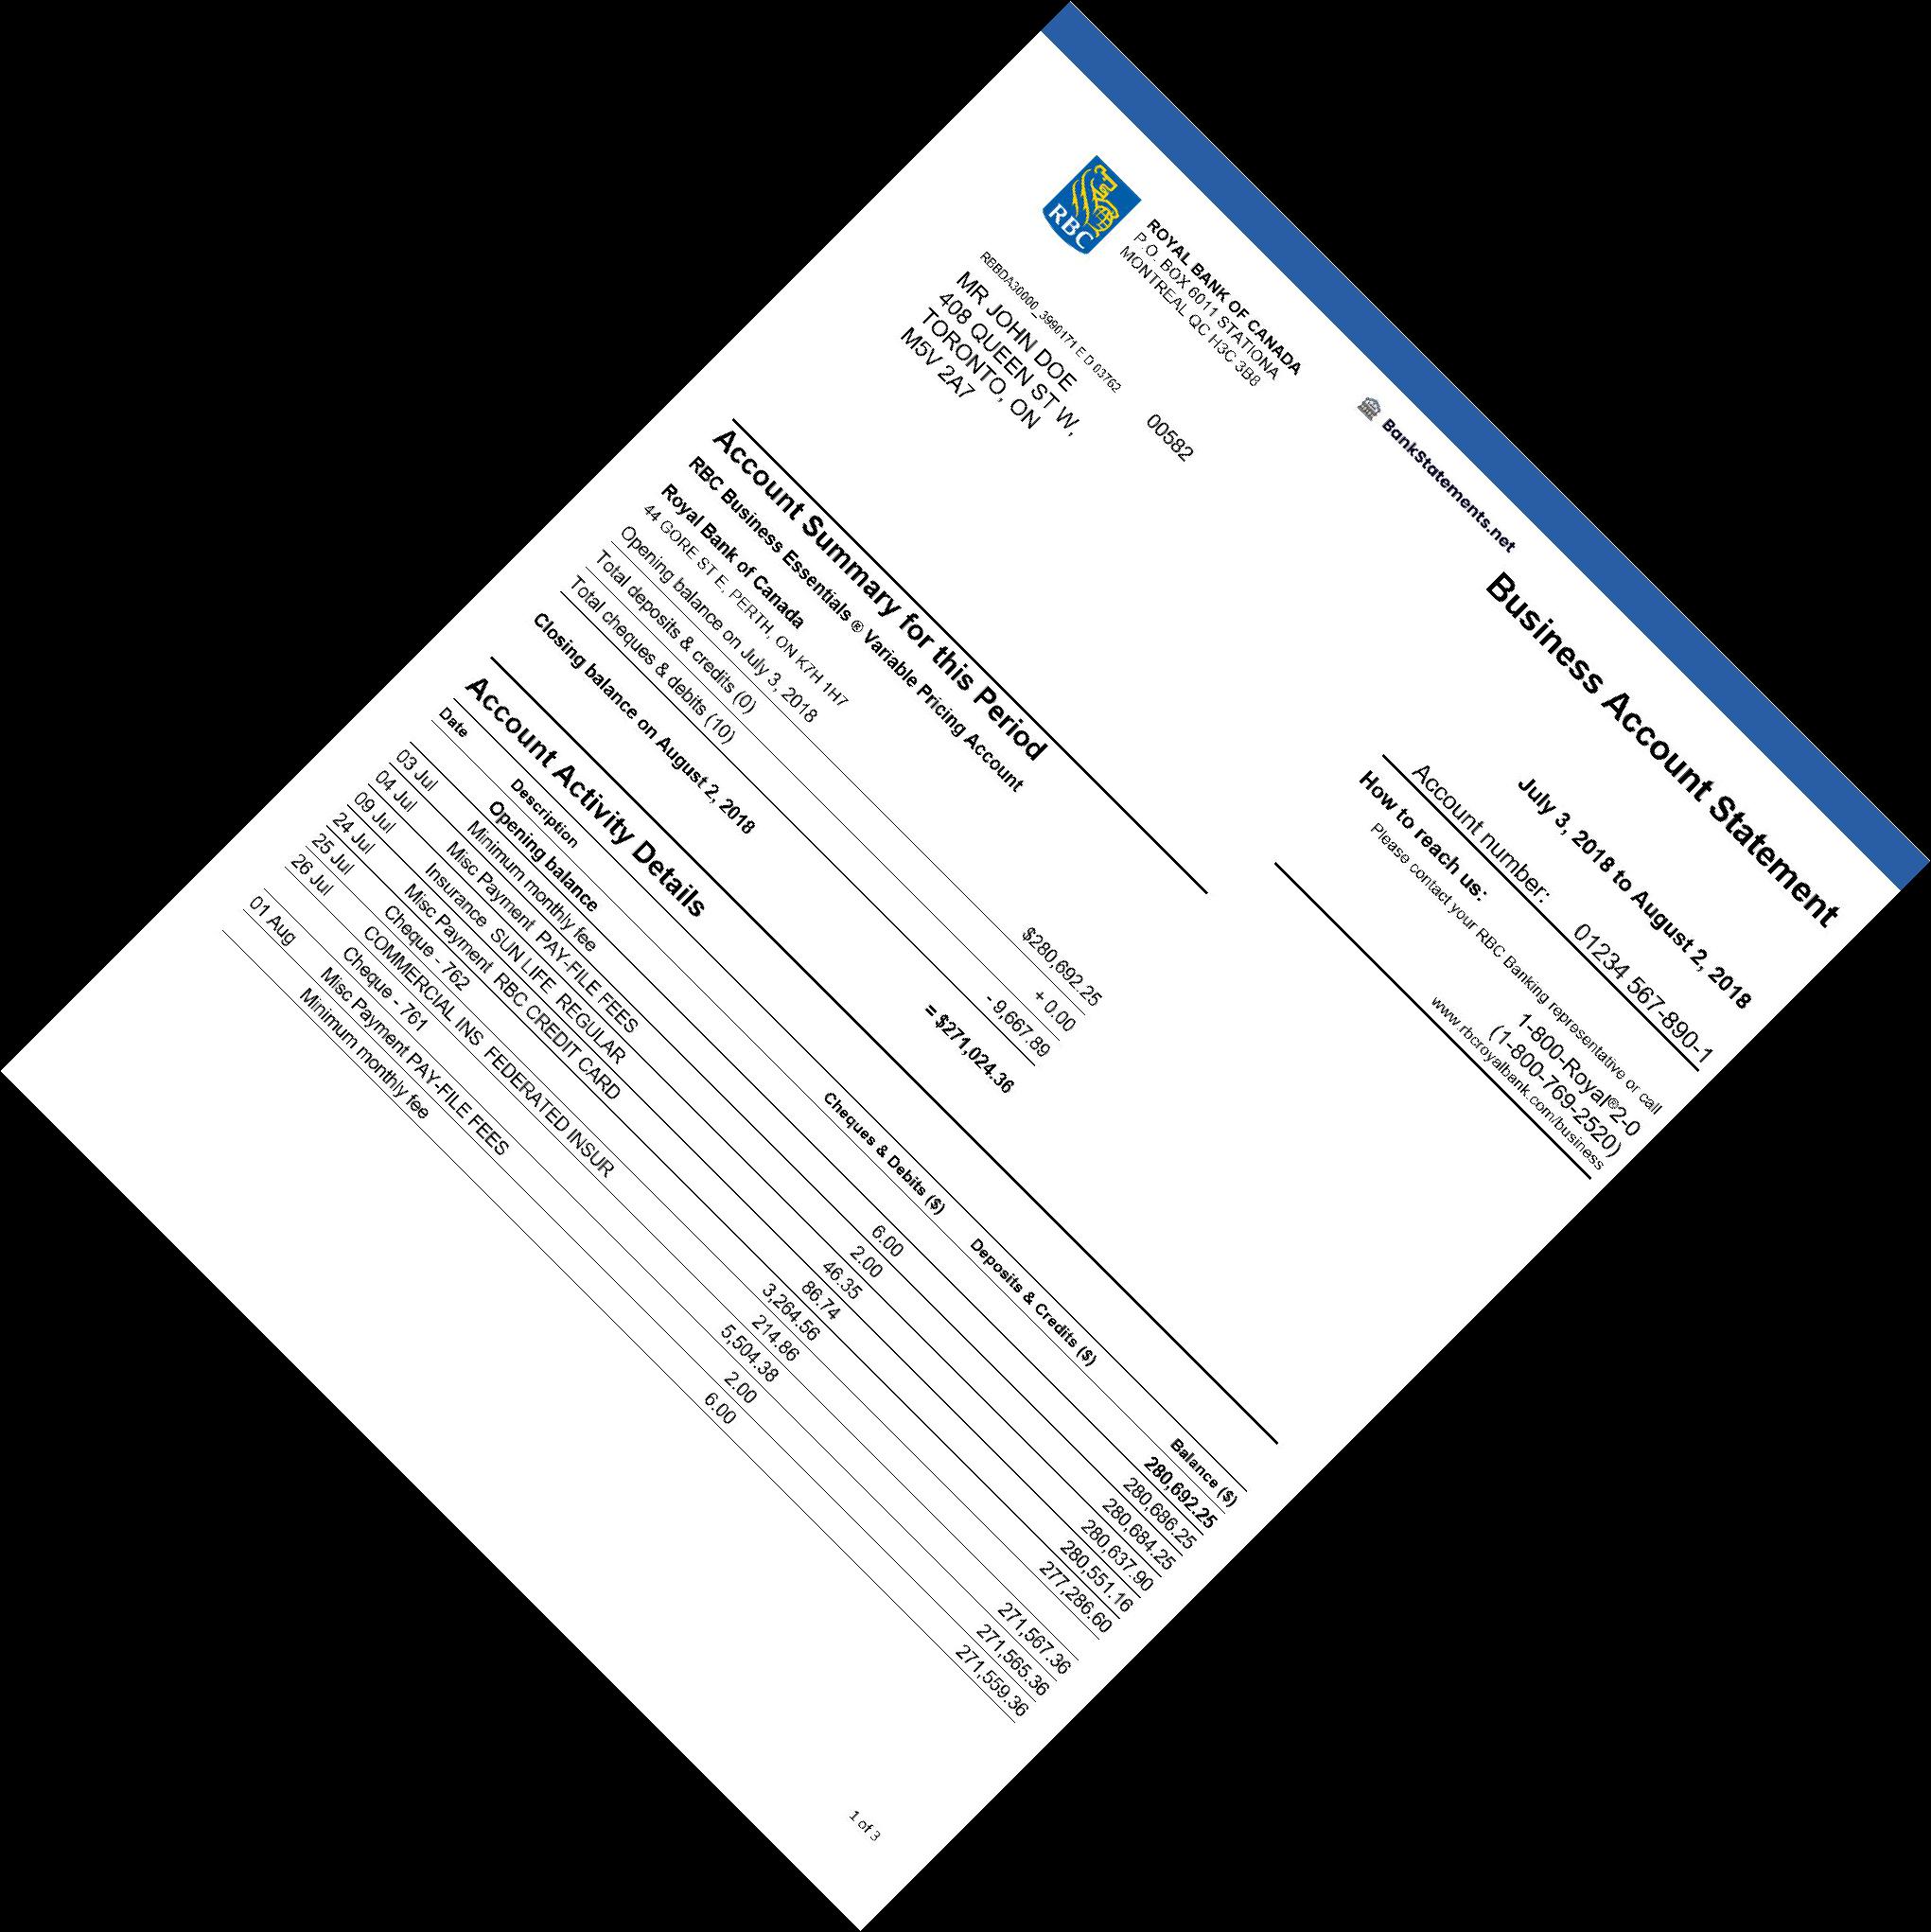 RBC
ROYAL BANK OF CANADA
P.O. BOX 6011 STATIONA
MONTREAL QC H3C 3B8
BankStatements.net
Business Account Statement
July 3, 2018 to August 2, 2018
RBBDA30000_3990171 E D 03762
00582
MR JOHN DOE
408 QUEEN ST W,
TORONTO, ON
M5V 2A7
Account number: 01234 567-890-1
How to reach us:
Please contact your RBC Banking representative or call
1-800-Royal®2-0
(1-800-769-2520)
www.rbcroyalbank.com/business
Account Summary for this Period
RBC Business Essentials ® Variable Pricing Account
Royal Bank of Canada
44 GORE ST E, PERTH, ON K7H 1H7
Opening balance on July 3, 2018 $280,692.25
Total deposits & credits (0) + 0.00
Total cheques & debits (10) - 9,667.89
Closing balance on August 2, 2018 = $271,024.36
Account Activity Details
Date Description Cheques & Debits ($) Deposits & Credits ($) Balance ($)
Opening balance 280,692.25
03 Jul Minimum monthly fee 6.00 280,686.25
04 Jul Misc Payment PAY-FILE FEES 2.00 280,684.25
09 Jul Insurance SUN LIFE REGULAR 46.35 280,637.90
24 Jul Misc Payment RBC CREDIT CARD 86.74 280,551.16
25 Jul Cheque - 762 3,264.56 277,286.60
26 Jul COMMERCIAL INS FEDERATED INSUR 214.86
Cheque - 761 5,504.38 271,567.36
01 Aug Misc Payment PAY-FILE FEES 2.00 271,565.36
Minimum monthly fee 6.00 271,559.36
1 of 3